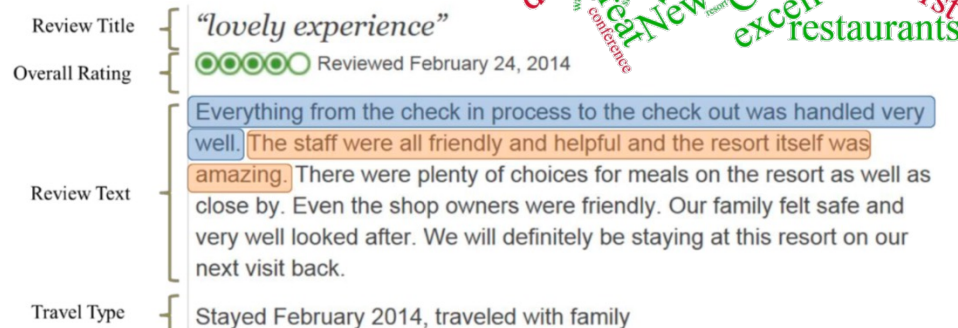 Review Title
"lovely experience"
Overall Rating
Reviewed February 24, 2014
Review Text
Everything from the check in process to the check out was handled very
well. The staff were all friendly and helpful and the resort itself was
amazing. There were plenty of choices for meals on the resort as well as
close by. Even the shop owners were friendly. Our family felt safe and
very well looked after. We will definitely be staying at this resort on our
next visit back.
Travel Type
Stayed February 2014, traveled with family
conference
New
resort
restaurants